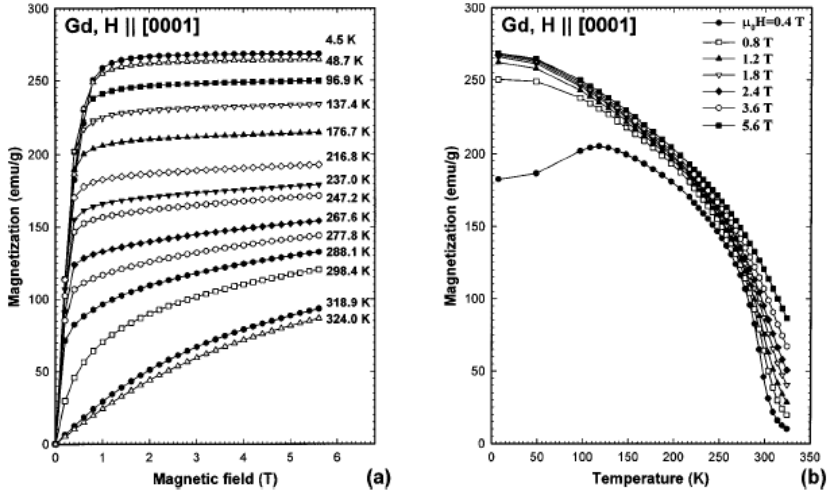 Gd, H || [0001]
4.5 K
48.7 K
96.9 K
137.4 K
176.7 K
216.8 K
237.0 K
247.2 K
267.6 K
277.8 K
288.1 K
298.4 K
318.9 K
324.0 K
300
250
200
150
100
50
0
Magnetization (emu/g)
0 1 2 3 4 5 6
Magnetic field (T)
(a)
Gd, H || [0001]
μ₀H=0.4 T
0.8 T
1.2 T
1.8 T
2.4 T
3.6 T
5.6 T
300
250
200
150
100
50
0
Magnetization (emu/g)
0 50 100 150 200 250 300 350
Temperature (K)
(b)